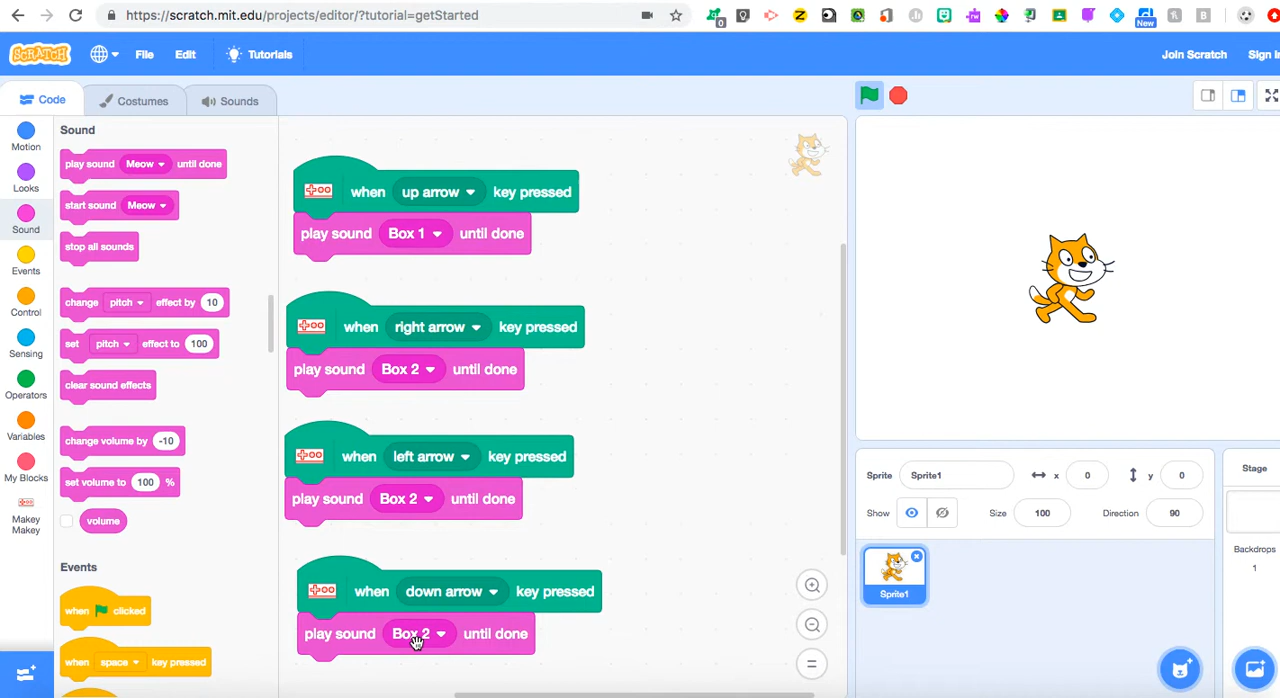 https://scratch.mit.edu/projects/editor/?tutorial=getStarted
0
New
SCRATCH
File
Edit
Tutorials
Join Scratch
Sign
Code
Costumes
Sounds
Motion
Looks
Sound
Events
Control
Sensing
Operators
Variables
My Blocks
Makey
Makey
Sound
play sound Meow until done
start sound Meow
stop all sounds
change pitch effect by 10
set pitch effect to 100
clear sound effects
change volume by -10
set volume to 100 %
volume
Events
when clicked
when space key pressed
when up arrow key pressed
play sound Box 1 until done
when right arrow key pressed
play sound Box 2 until done
when left arrow key pressed
play sound Box 2 until done
when down arrow key pressed
play sound Box 2 until done
Sprite
Sprite1
x
0
y
0
Show
Size
100
Direction
90
Sprite1
Stage
Backdrops
1